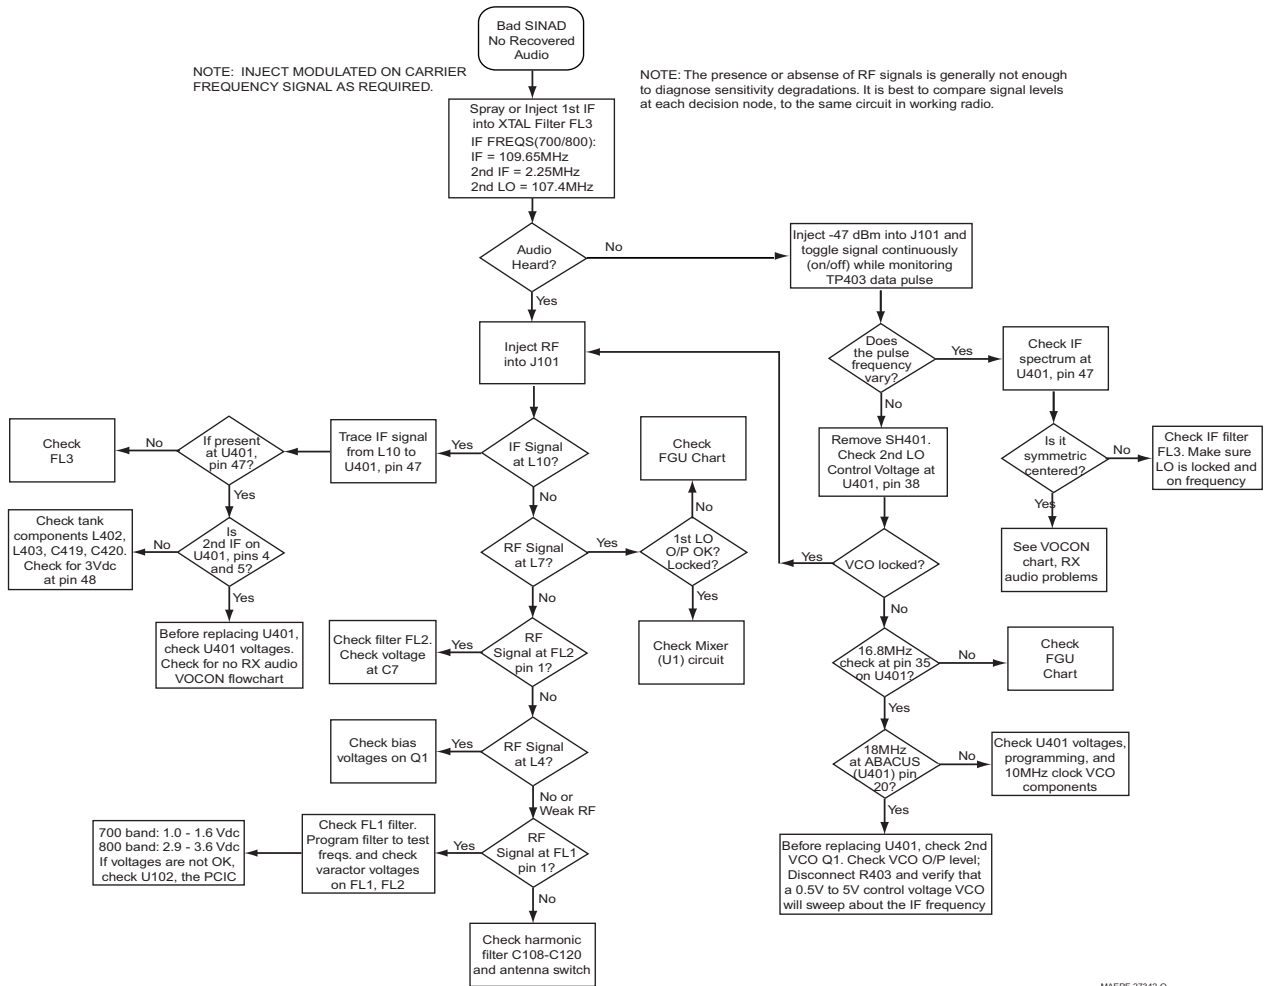 Bad SINAD
No Recovered
Audio
NOTE: INJECT MODULATED ON CARRIER
FREQUENCY SIGNAL AS REQUIRED.
NOTE: The presence or absense of RF signals is generally not enough
to diagnose sensitivity degradations. It is best to compare signal levels
at each decision node, to the same circuit in working radio.
Spray or Inject 1st IF
into XTAL Filter FL3
IF FREQS(700/800):
IF = 109.65MHz
2nd IF = 2.25MHz
2nd LO = 107.4MHz
Audio
Heard?
No
Yes
Inject -47 dBm into J101 and
toggle signal continuously
(on/off) while monitoring
TP403 data pulse
Inject RF
into J101
Does
the pulse
frequency
vary?
Yes
No
Check IF
spectrum at
U401, pin 47
Check
FL3
No
If present
at U401,
pin 47?
Yes
Trace IF signal
from L10 to
U401, pin 47
Yes
IF Signal
at L10?
No
Check
FGU Chart
No
Remove SH401.
Check 2nd LO
Control Voltage at
U401, pin 38
Is it
symmetric
centered?
No
Yes
Check IF filter
FL3. Make sure
LO is locked and
on frequency
Check tank
components L402,
L403, C419, C420.
Check for 3Vdc
at pin 48
No
Is
2nd IF on
U401, pins 4
and 5?
Yes
RF Signal
at L7?
Yes
No
1st LO
O/P OK?
Locked?
Yes
Yes
VCO locked?
No
See VOCON
chart, RX
audio problems
Before replacing U401,
check U401 voltages.
Check for no RX audio
VOCON flowchart
Check filter FL2.
Check voltage
at C7
Yes
RF
Signal at FL2
pin 1?
No
Check Mixer
(U1) circuit
16.8MHz
check at pin 35
on U401?
No
Yes
Check
FGU
Chart
Check bias
voltages on Q1
Yes
RF Signal
at L4?
No or
Weak RF
18MHz
at ABACUS
(U401) pin
20?
No
Yes
Check U401 voltages,
programming, and
10MHz clock VCO
components
700 band: 1.0 - 1.6 Vdc
800 band: 2.9 - 3.6 Vdc
If voltages are not OK,
check U102, the PCIC
Check FL1 filter.
Program filter to test
freqs. and check
varactor voltages
on FL1, FL2
Yes
RF
Signal at FL1
pin 1?
No
Before replacing U401, check 2nd
VCO Q1. Check VCO O/P level;
Disconnect R403 and verify that
a 0.5V to 5V control voltage VCO
will sweep about the IF frequency
Check harmonic
filter C108-C120
and antenna switch